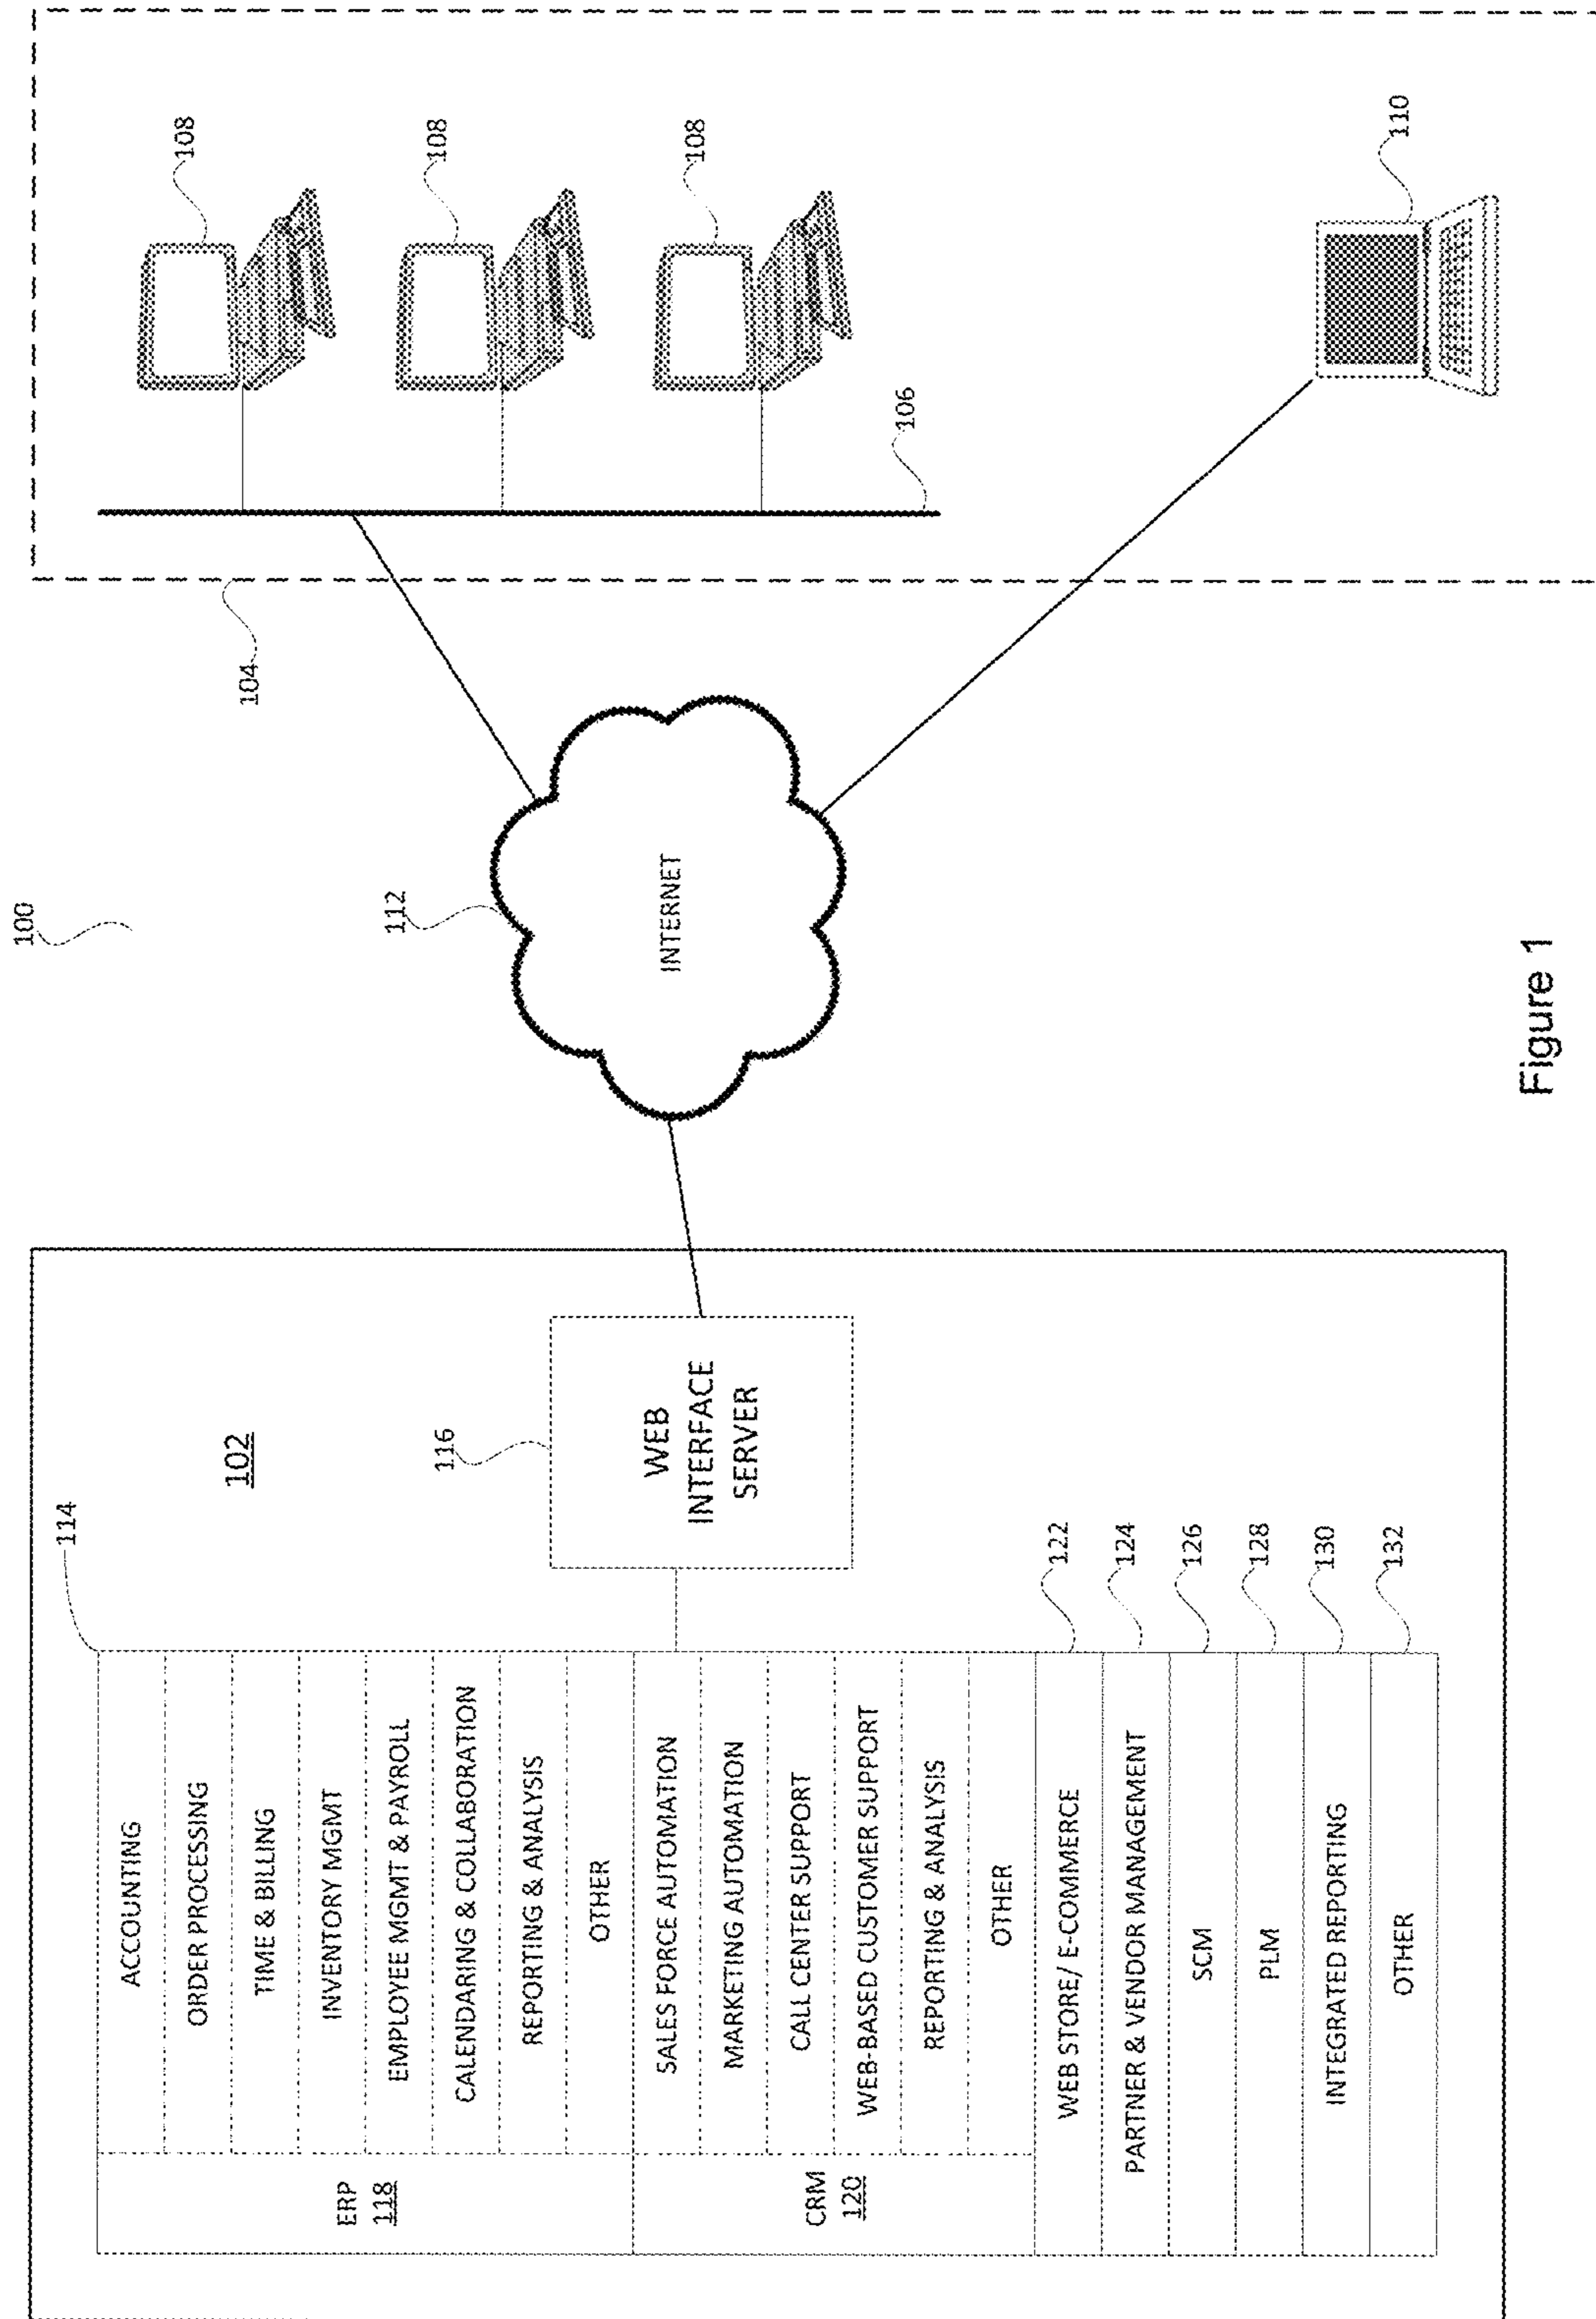 100
102
114
ERP
118
ACCOUNTING
ORDER PROCESSING
TIME & BILLING
INVENTORY MGMT
EMPLOYEE MGMT & PAYROLL
CALENDARING & COLLABORATION
REPORTING & ANALYSIS
OTHER
CRM
120
SALES FORCE AUTOMATION
MARKETING AUTOMATION
CALL CENTER SUPPORT
WEB-BASED CUSTOMER SUPPORT
REPORTING & ANALYSIS
OTHER
WEB STORE/ E-COMMERCE
122
PARTNER & VENDOR MANAGEMENT
124
SCM
126
PLM
128
INTEGRATED REPORTING
130
OTHER
132
116
WEB
INTERFACE
SERVER
112
INTERNET
104
108
108
108
106
110
Figure 1